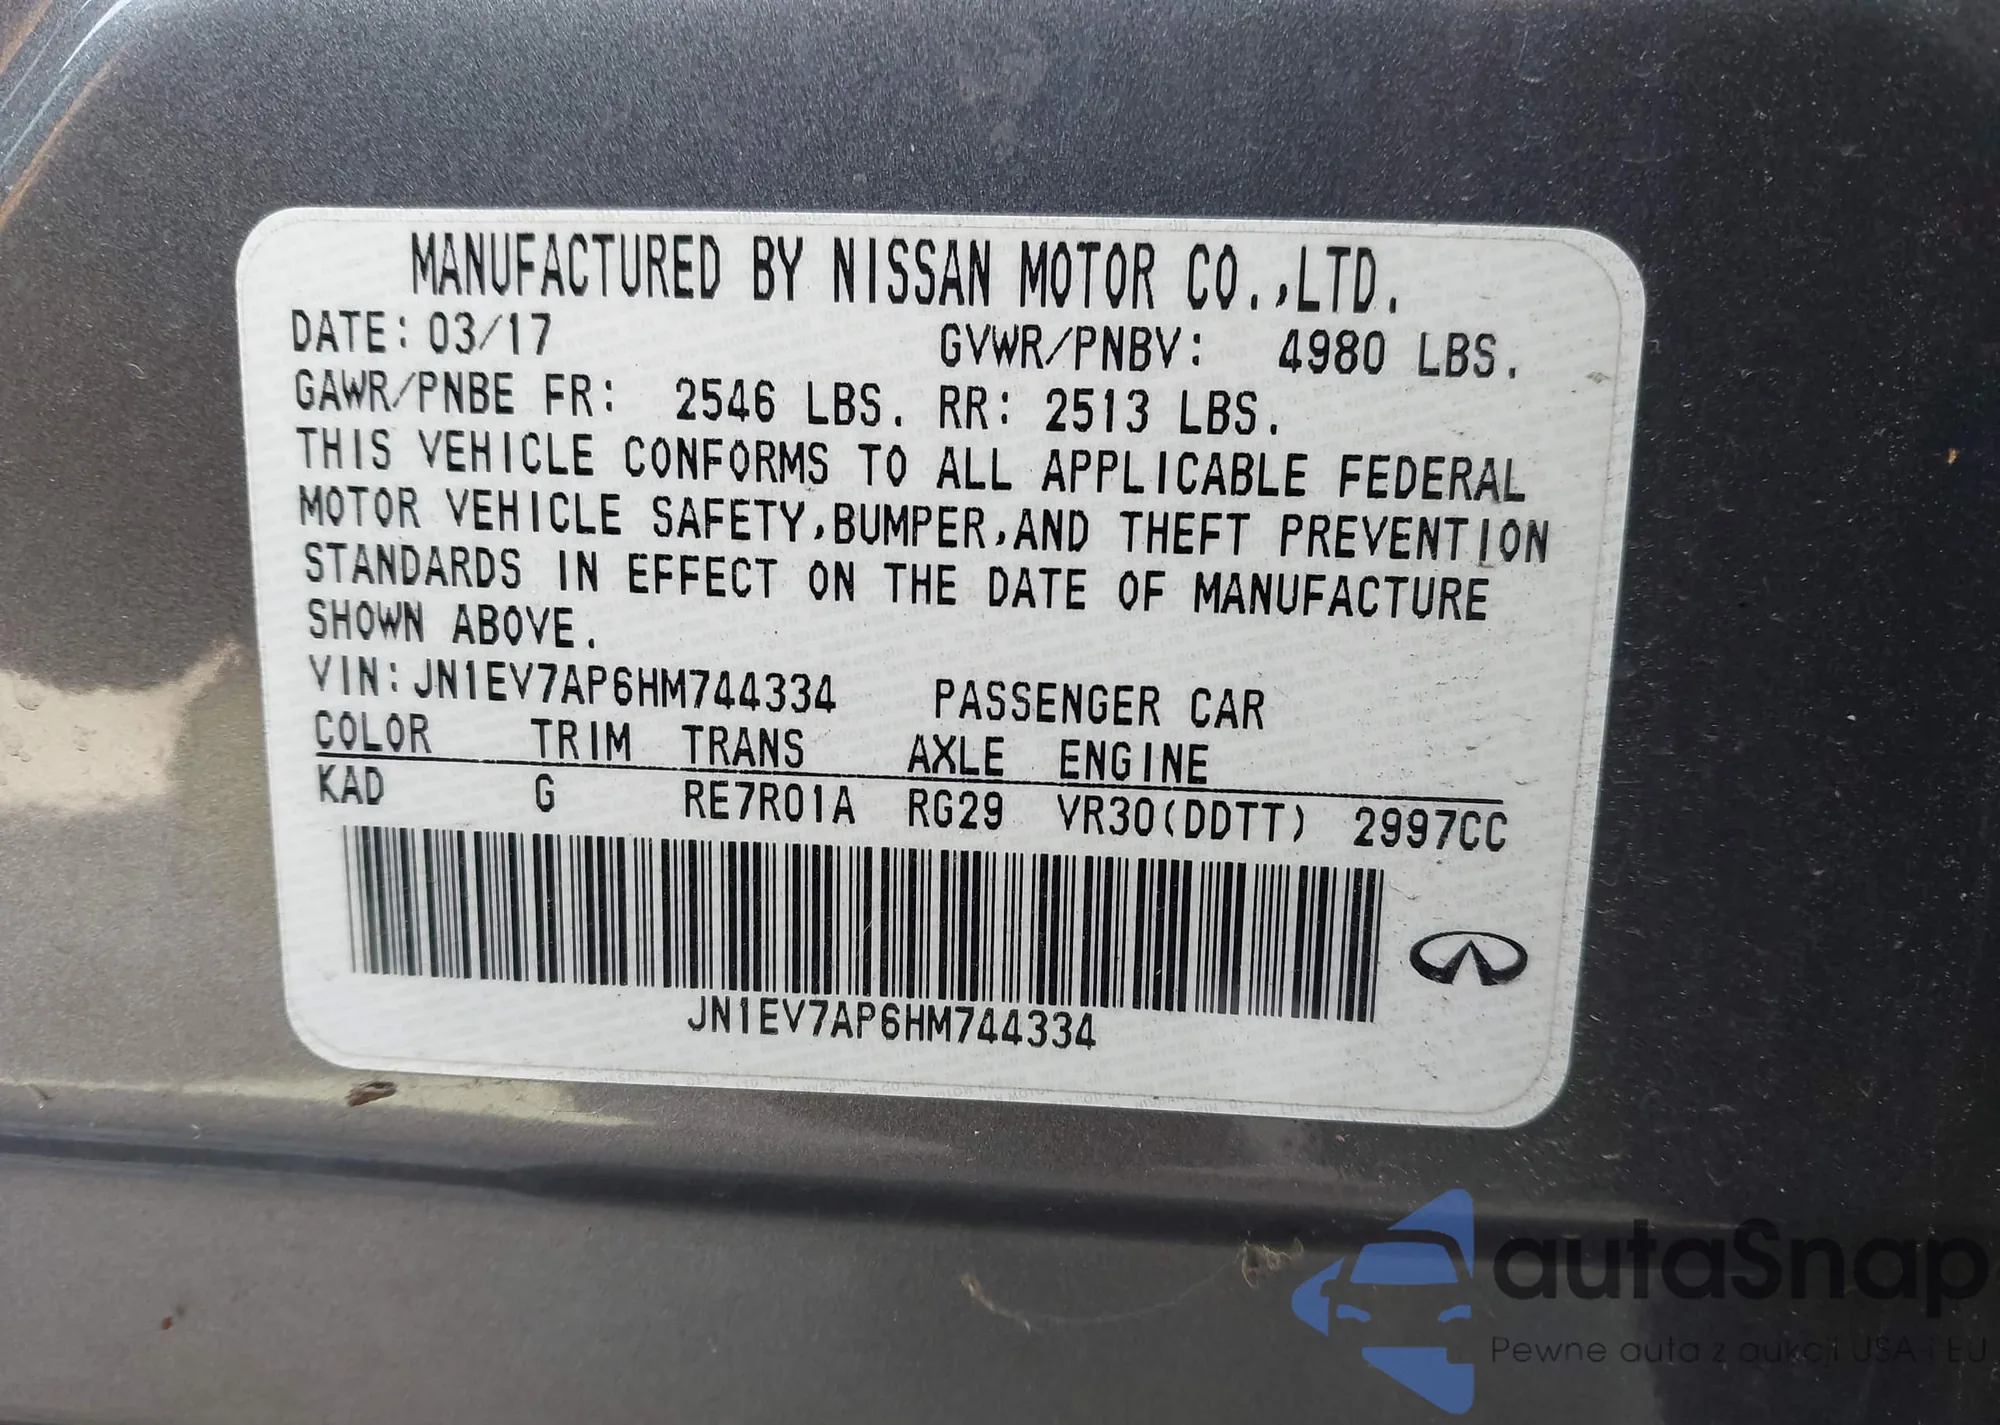 MANUFACTURED BY NISSAN MOTOR CO.,LTD.
DATE: 03/17 GVWR/PNBV: 4980 LBS.
GAWR/PNBE FR: 2546 LBS. RR: 2513 LBS.
THIS VEHICLE CONFORMS TO ALL APPLICABLE FEDERAL
MOTOR VEHICLE SAFETY,BUMPER,AND THEFT PREVENTION
STANDARDS IN EFFECT ON THE DATE OF MANUFACTURE
SHOWN ABOVE.
VIN:JN1EV7AP6HM744334 PASSENGER CAR
COLOR TRIM TRANS AXLE ENGINE
KAD G RE7R01A RG29 VR30(DDTT) 2997CC
JN1EV7AP6HM744334
autaSnap
Pewne auta z aukcji USA i EU